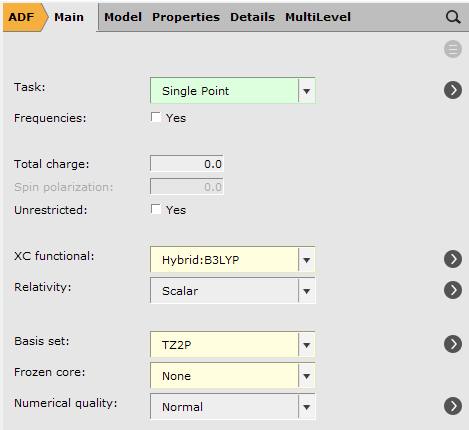 ADF Main Model Properties Details MultiLevel
Task: Single Point
Frequencies: Yes
Total charge: 0.0
Spin polarization: 0.0
Unrestricted: Yes
XC functional: Hybrid:B3LYP
Relativity: Scalar
Basis set: TZ2P
Frozen core: None
Numerical quality: Normal